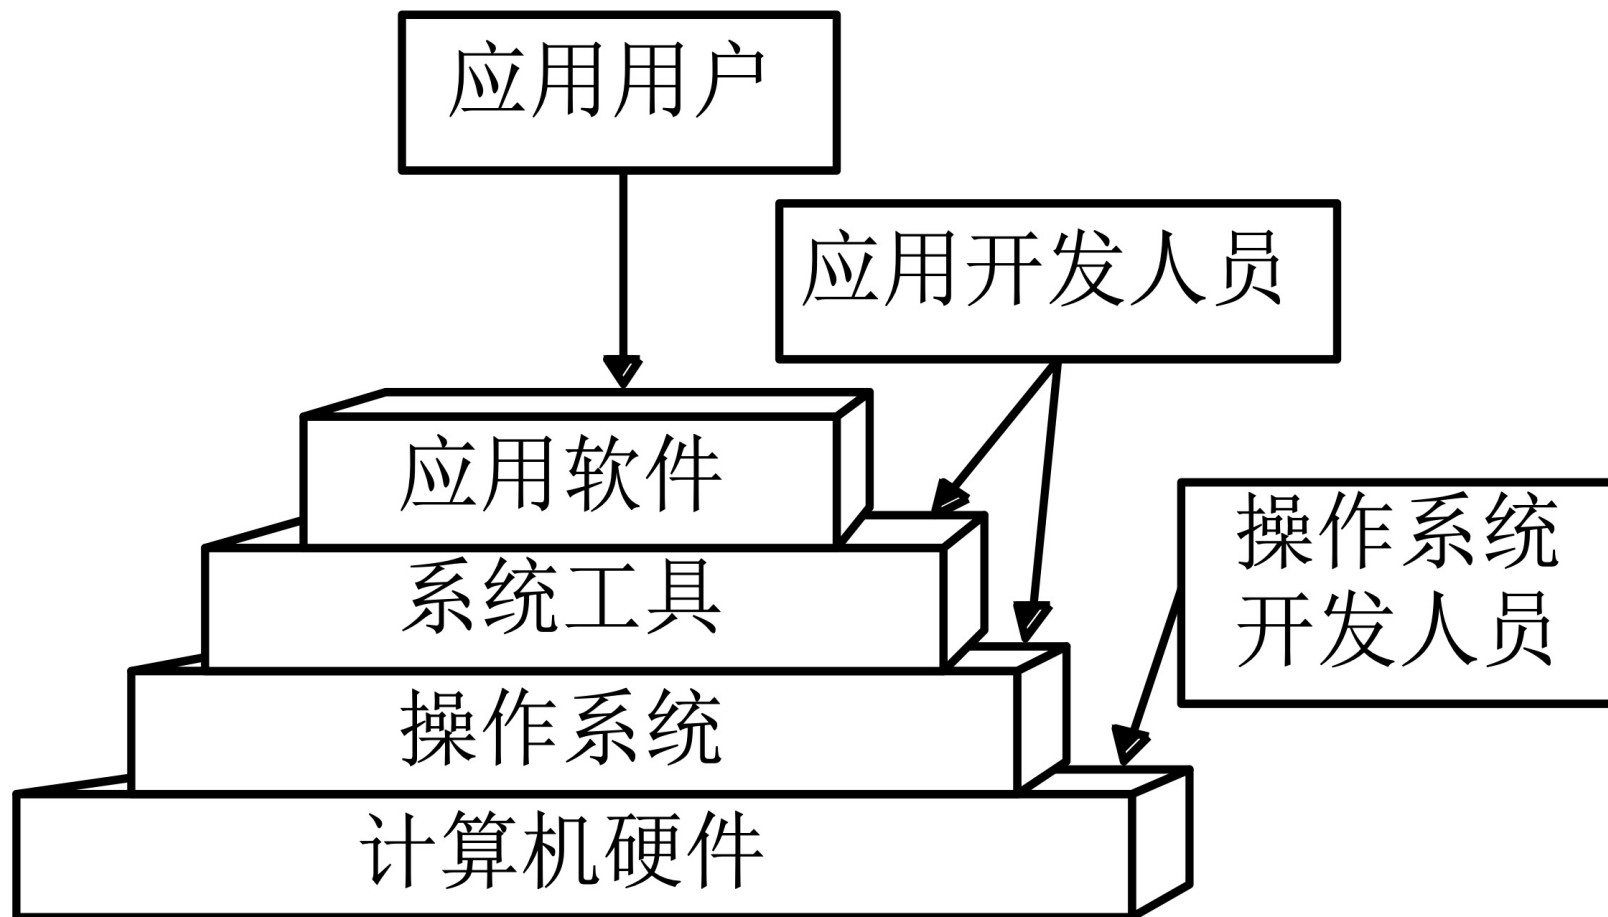 应用用户
应用开发人员
应用软件
操作系统
开发人员
系统工具
操作系统
计算机硬件